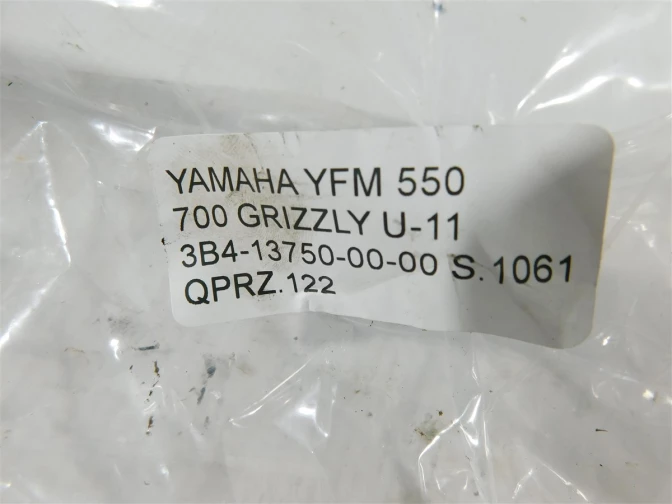 YAMAHA YFM 550
700 GRIZZLY U-11
3B4-13750-00-00 S.1061
QPRZ.122